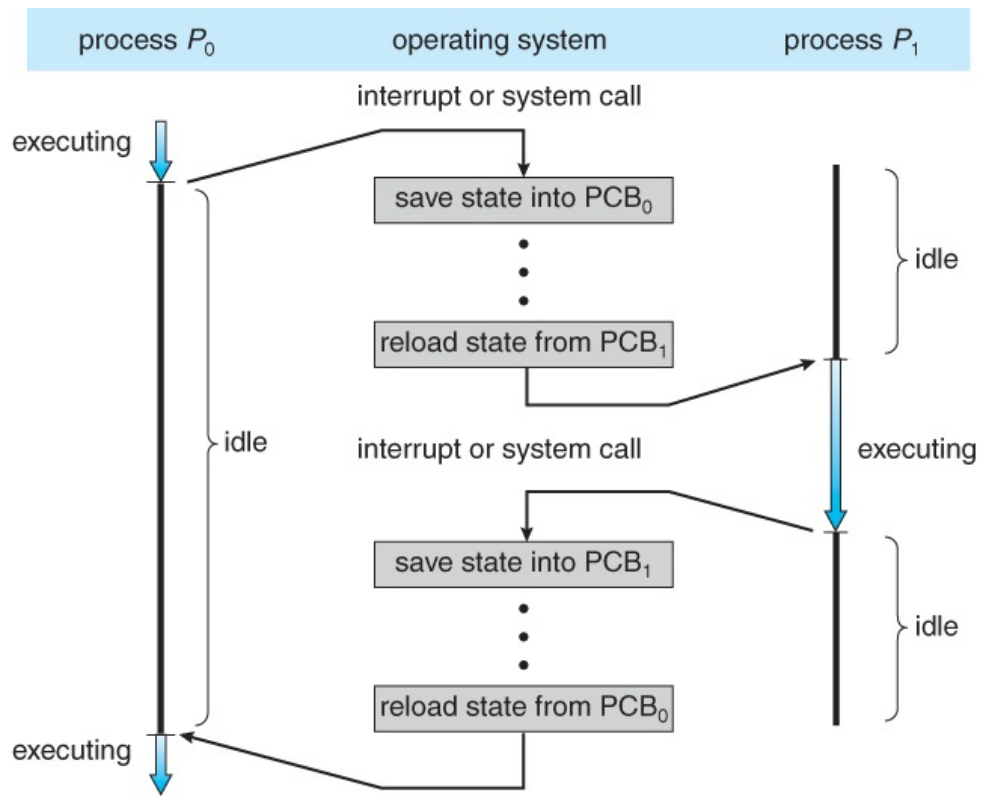 process P₀ operating system process P₁
interrupt or system call
executing
save state into PCB₀
idle
reload state from PCB₁
idle
interrupt or system call
executing
save state into PCB₁
idle
reload state from PCB₀
executing